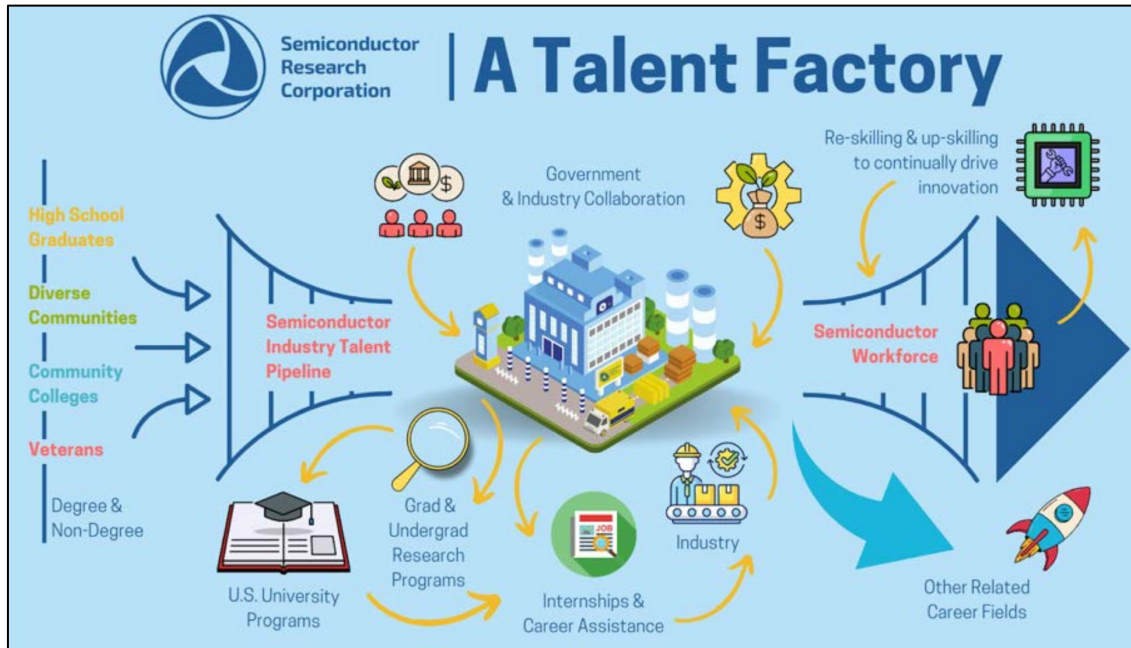 Semiconductor
Research
Corporation
A Talent Factory
High School
Graduates
Diverse
Communities
Community
Colleges
Veterans
Degree &
Non-Degree
Semiconductor
Industry Talent
Pipeline
Government
& Industry Collaboration
Re-skilling & up-skilling
to continually drive
innovation
Semiconductor
Workforce
U.S. University
Programs
Grad &
Undergrad
Research
Programs
JOB
Internships &
Career Assistance
Industry
Other Related
Career Fields